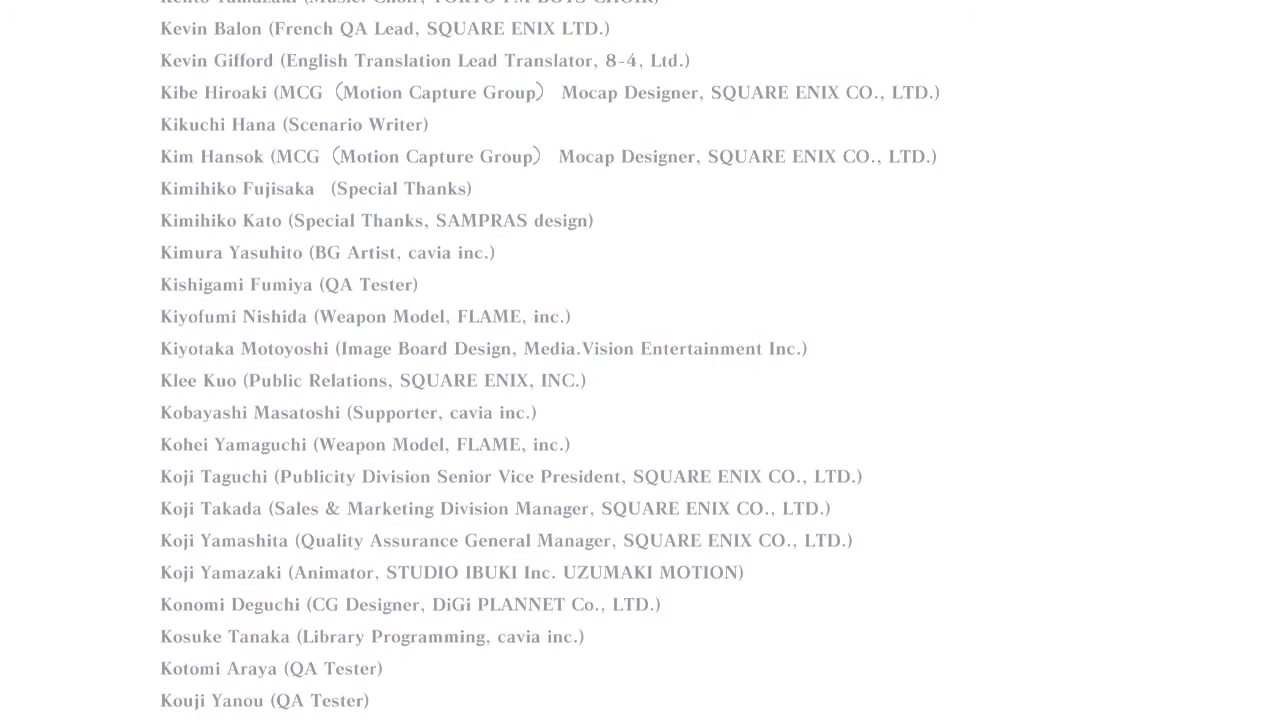 Kento Yamazaki (Music: Choir, TOKYO FM BOYS CHOIR)
Kevin Balon (French QA Lead, SQUARE ENIX LTD.)
Kevin Gifford (English Translation Lead Translator, 8-4, Ltd.)
Kibe Hiroaki (MCG（Motion Capture Group） Mocap Designer, SQUARE ENIX CO., LTD.)
Kikuchi Hana (Scenario Writer)
Kim Hansok (MCG（Motion Capture Group） Mocap Designer, SQUARE ENIX CO., LTD.)
Kimihiko Fujisaka　(Special Thanks)
Kimihiko Kato (Special Thanks, SAMPRAS design)
Kimura Yasuhito (BG Artist, cavia inc.)
Kishigami Fumiya (QA Tester)
Kiyofumi Nishida (Weapon Model, FLAME, inc.)
Kiyotaka Motoyoshi (Image Board Design, Media.Vision Entertainment Inc.)
Klee Kuo (Public Relations, SQUARE ENIX, INC.)
Kobayashi Masatoshi (Supporter, cavia inc.)
Kohei Yamaguchi (Weapon Model, FLAME, inc.)
Koji Taguchi (Publicity Division Senior Vice President, SQUARE ENIX CO., LTD.)
Koji Takada (Sales & Marketing Division Manager, SQUARE ENIX CO., LTD.)
Koji Yamashita (Quality Assurance General Manager, SQUARE ENIX CO., LTD.)
Koji Yamazaki (Animator, STUDIO IBUKI Inc. UZUMAKI MOTION)
Konomi Deguchi (CG Designer, DiGi PLANNET Co., LTD.)
Kosuke Tanaka (Library Programming, cavia inc.)
Kotomi Araya (QA Tester)
Kouji Yanou (QA Tester)